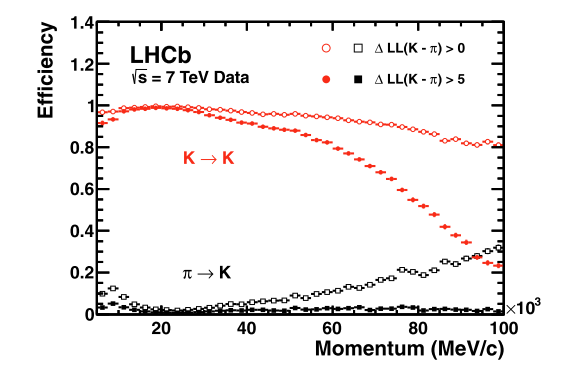 Efficiency
1.4
1.2
1
0.8
0.6
0.4
0.2
0
LHCb
√s = 7 TeV Data
Δ LL(K - π) > 0
Δ LL(K - π) > 5
K → K
π → K
20 40 60 80 100
×10³
Momentum (MeV/c)